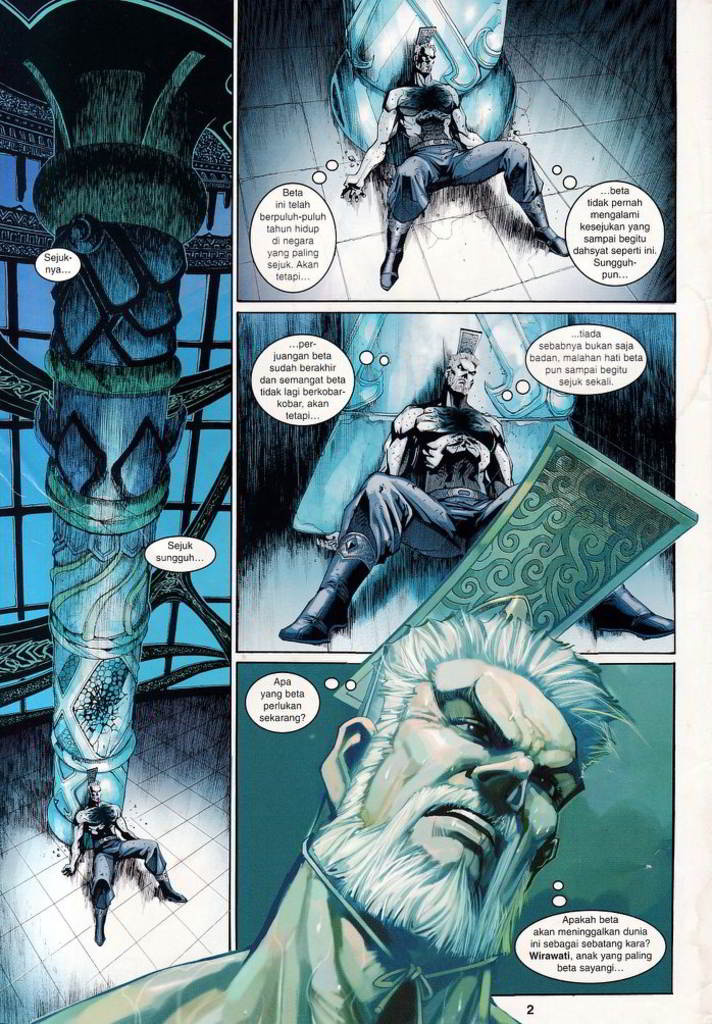 Sejuk-
nya...
Sejuk
sungguh...
Beta
ini telah
berpuluh-puluh
tahun hidup
di negara
yang paling
sejuk. Akan
tetapi...
...beta
tidak pernah
mengalami
kesejukan yang
sampai begitu
dahsyat seperti ini.
Sungguh-
pun...
...per-
juangan beta
sudah berakhir
dan semangat beta
tidak lagi berkobar-
kobar, akan
tetapi...
...tiada
sebabnya bukan saja
badan, malahan hati beta
pun sampai begitu
sejuk sekali.
Apa
yang beta
perlukan
sekarang?
Apakah beta
akan meninggalkan dunia
ini sebagai sebatang kara?
Wirawati, anak yang paling
beta sayangi...
2